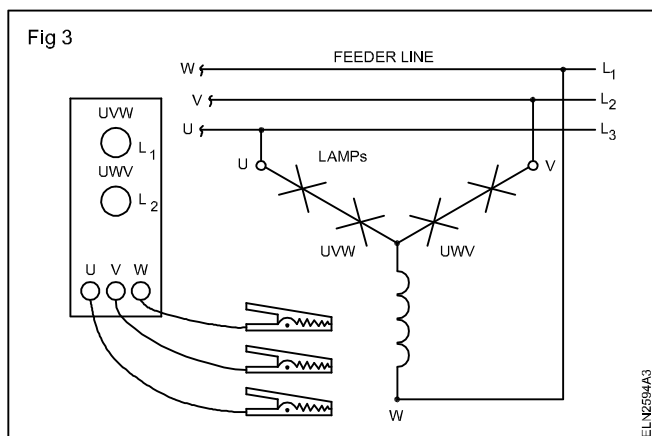 Fig 3
FEEDER LINE
W
L1
V
L2
U
L3
UVW
L1
UWV
L2
U
LAMPs
V
UVW
UWV
U V W
W
ELN2594A3